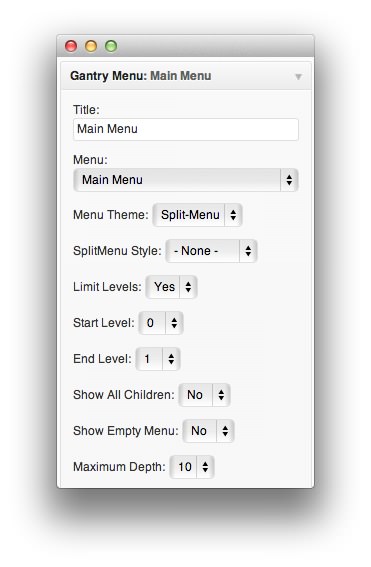 Gantry Menu: Main Menu
Title:
Main Menu
Menu:
Main Menu
Menu Theme: Split-Menu
SplitMenu Style: - None -
Limit Levels: Yes
Start Level: 0
End Level: 1
Show All Children: No
Show Empty Menu: No
Maximum Depth: 10